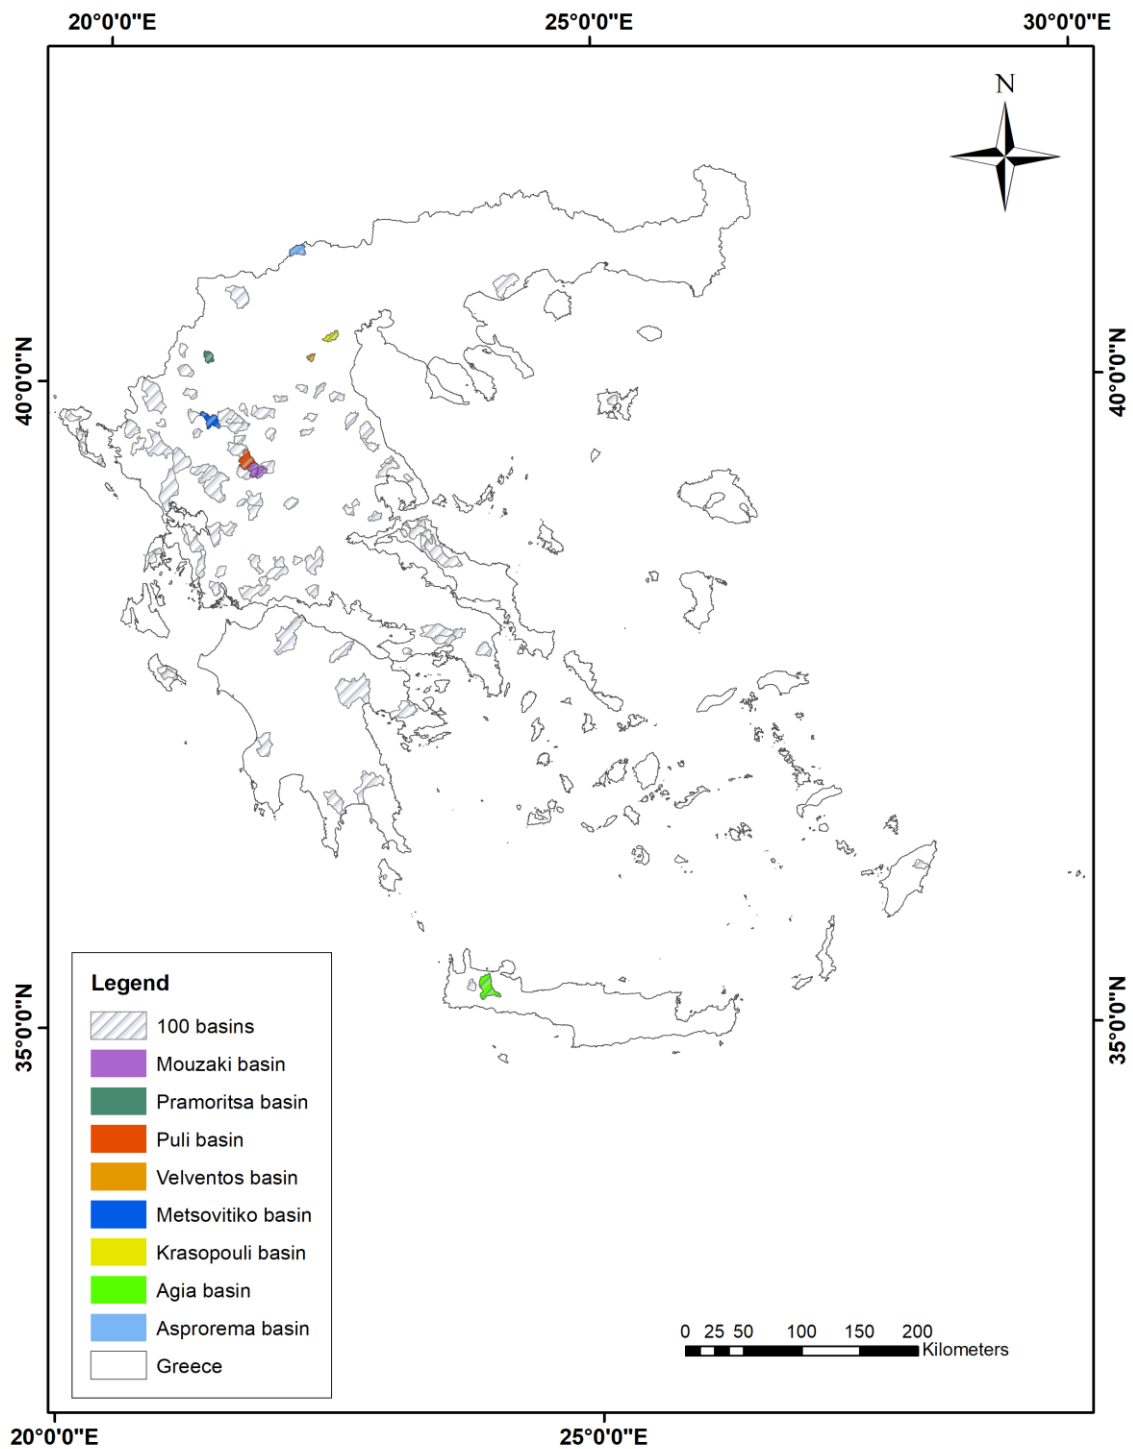 20°0'0"E 25°0'0"E 30°0'0"E
N
40°0'0"N 40°0'0"N
35°0'0"N 35°0'0"N
Legend
100 basins
Mouzaki basin
Pramoritsa basin
Puli basin
Velventos basin
Metsovitiko basin
Krasopouli basin
Agia basin
Asprorema basin
Greece
0 25 50 100 150 200
Kilometers
20°0'0"E 25°0'0"E